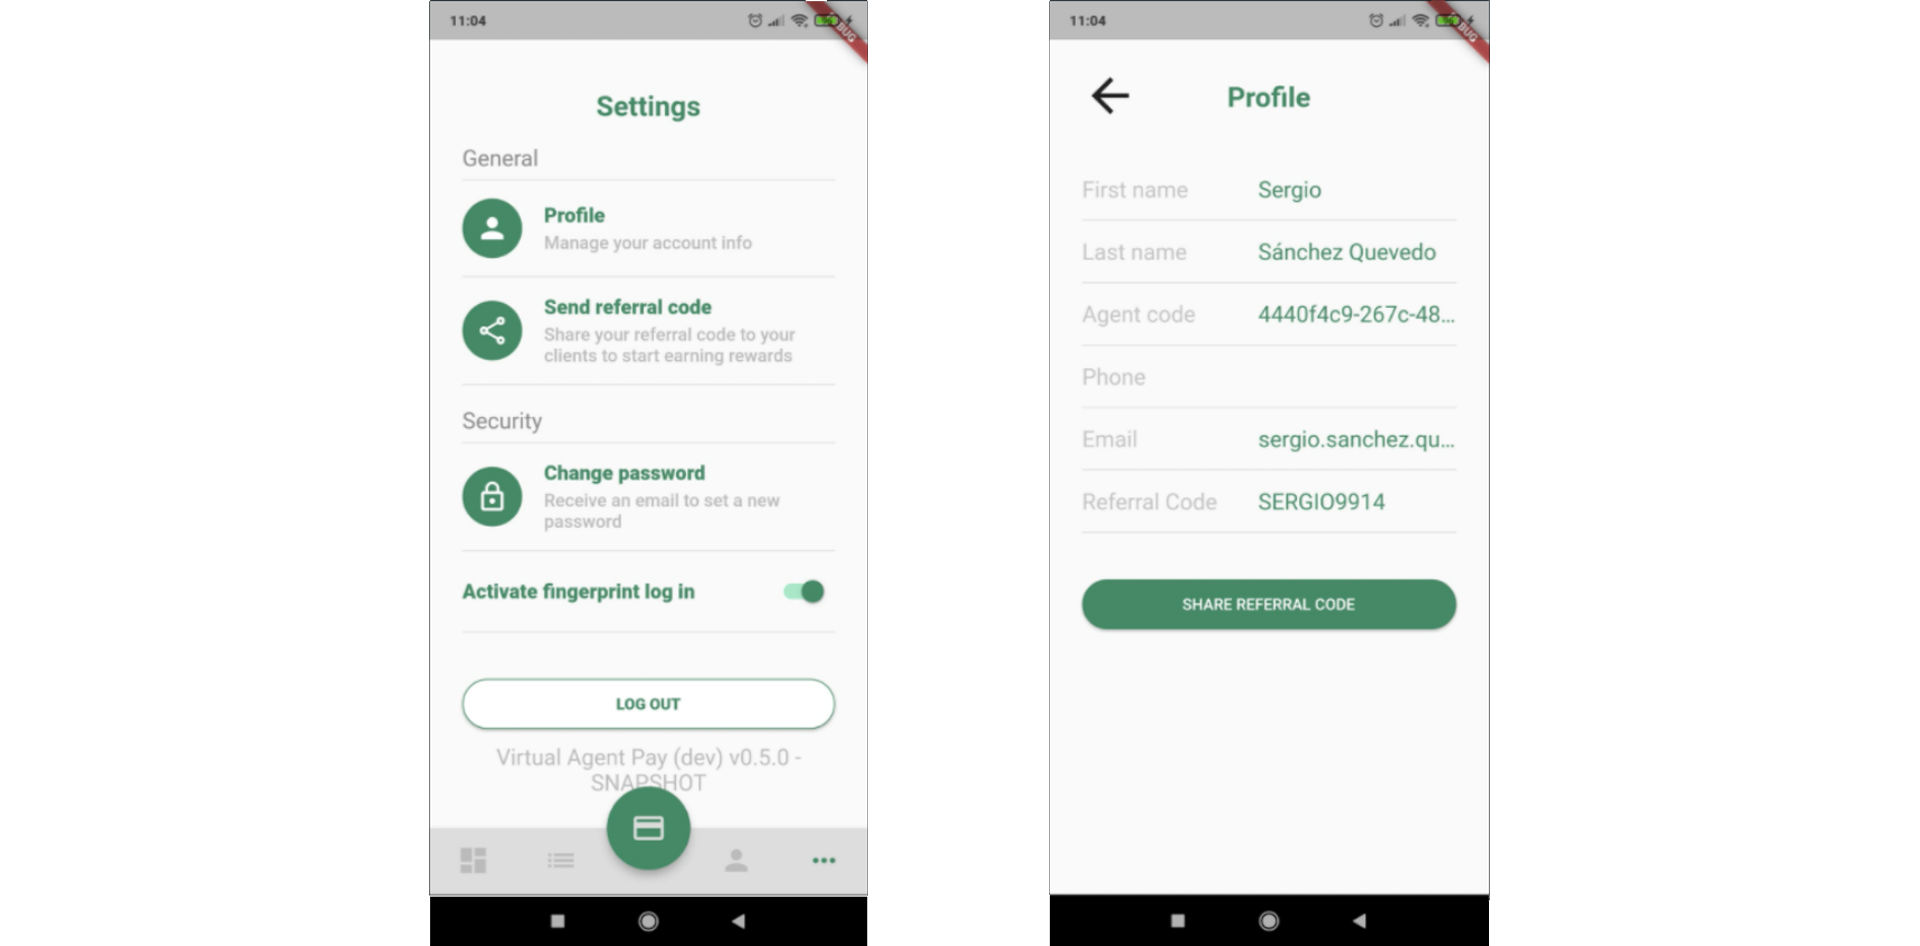 11:04
BUG
Settings
General
Profile
Manage your account info
Send referral code
Share your referral code to your
clients to start earning rewards
Security
Change password
Receive an email to set a new
password
Activate fingerprint log in
LOG OUT
Virtual Agent Pay (dev) v0.5.0 -
SNAPSHOT
11:04
BUG
Profile
First name Sergio
Last name Sánchez Quevedo
Agent code 4440f4c9-267c-48...
Phone
Email sergio.sanchez.qu...
Referral Code SERGIO9914
SHARE REFERRAL CODE